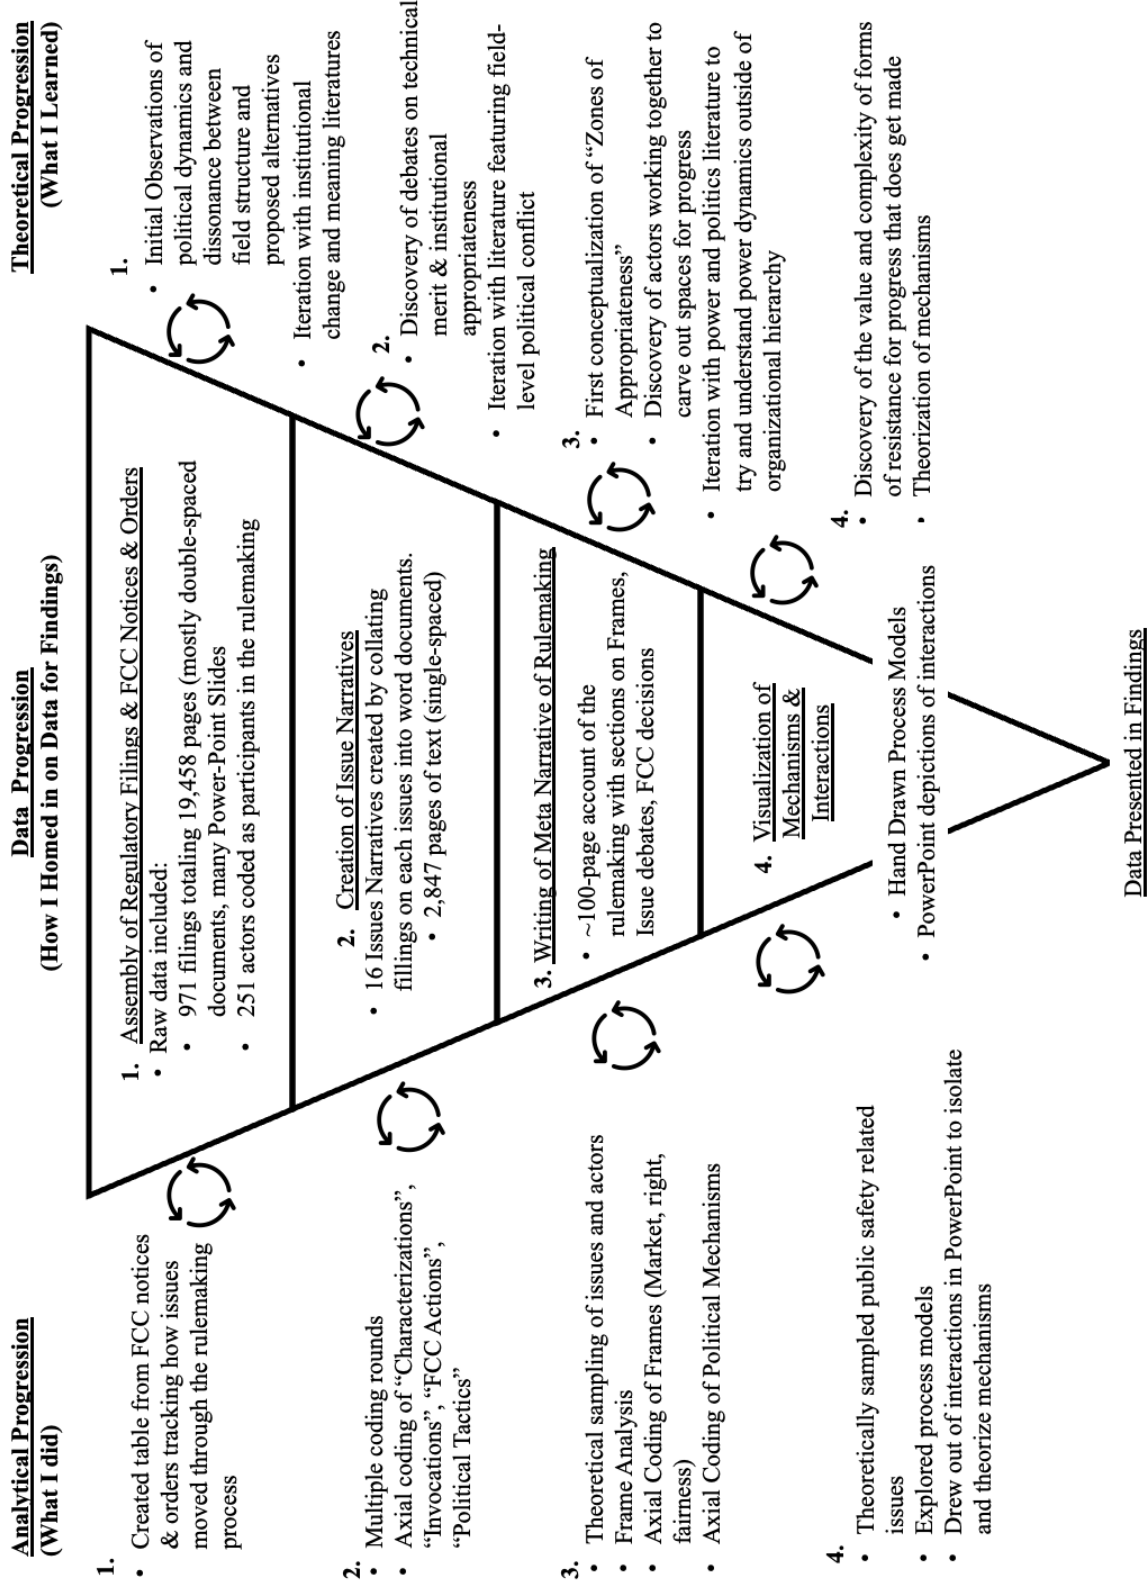 Analytical Progression
(What I did)
1.
• Created table from FCC notices
& orders tracking how issues
moved through the rulemaking
process
2.
• Multiple coding rounds
• Axial coding of “Characterizations”,
“Invocations”, “FCC Actions”,
“Political Tactics”
3.
• Theoretical sampling of issues and actors
• Frame Analysis
• Axial Coding of Frames (Market, right,
fairness)
• Axial Coding of Political Mechanisms
4.
• Theoretically sampled public safety related
issues
• Explored process models
• Drew out of interactions in PowerPoint to isolate
and theorize mechanisms
Data Progression
(How I Homed in on Data for Findings)
1. Assembly of Regulatory Filings & FCC Notices & Orders
• Raw data included:
• 971 filings totaling 19,458 pages (mostly double-spaced
documents, many Power-Point Slides
• 251 actors coded as participants in the rulemaking
2. Creation of Issue Narratives
• 16 Issues Narratives created by collating
fillings on each issues into word documents.
• 2,847 pages of text (single-spaced)
3. Writing of Meta Narrative of Rulemaking
• ~100-page account of the
rulemaking with sections on Frames,
Issue debates, FCC decisions
4. Visualization of
Mechanisms &
Interactions
• Hand Drawn Process Models
• PowerPoint depictions of interactions
Data Presented in Findings
Theoretical Progression
(What I Learned)
1.
• Initial Observations of
political dynamics and
dissonance between
field structure and
proposed alternatives
• Iteration with institutional
change and meaning literatures
2.
• Discovery of debates on technical
merit & institutional
appropriateness
• Iteration with literature featuring field-
level political conflict
3.
• First conceptualization of “Zones of
Appropriateness”
• Discovery of actors working together to
carve out spaces for progress
• Iteration with power and politics literature to
try and understand power dynamics outside of
organizational hierarchy
4.
• Discovery of the value and complexity of forms
of resistance for progress that does get made
• Theorization of mechanisms